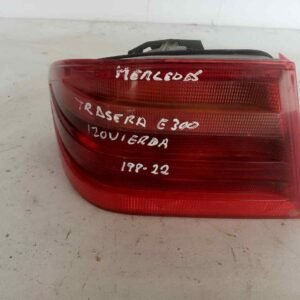 MERCEDES
TRASERA E300
IZQUIERDA
198-22